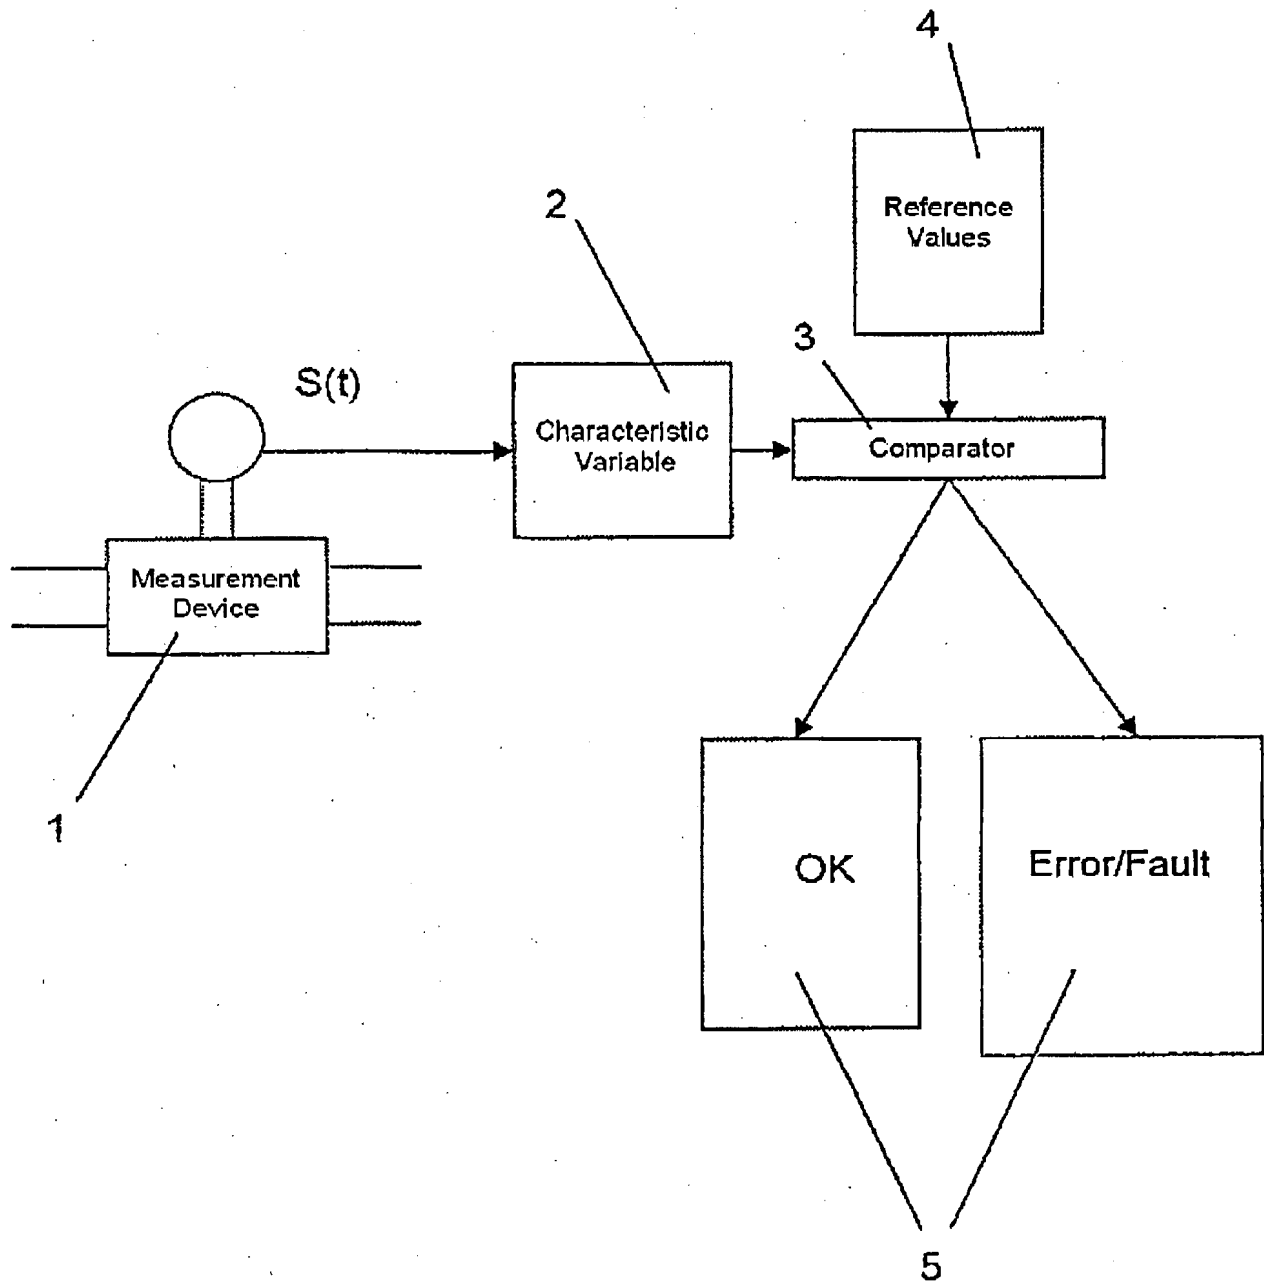 4
Reference
Values
2
3
S(t)
Characteristic
Variable
Comparator
Measurement
Device
1
OK
Error/Fault
5